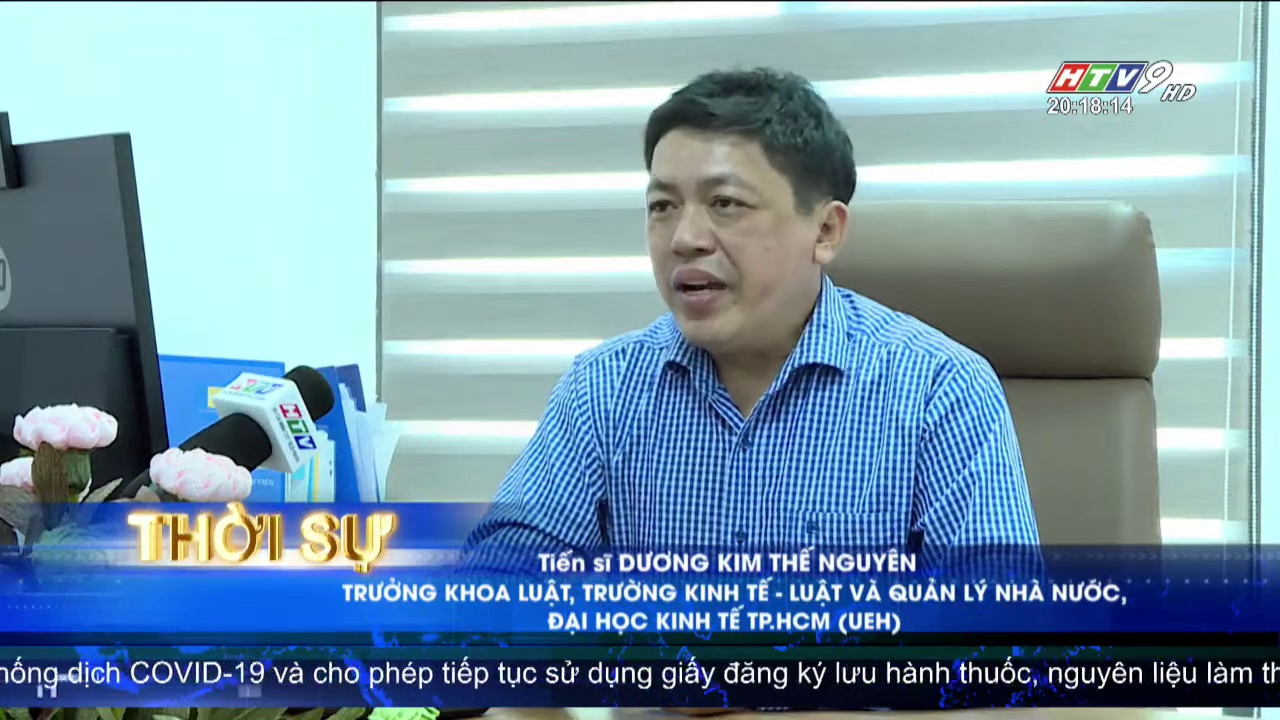 HTV9 HD
20:18:14
HTV
HTV
THỜI SỰ
Tiến sĩ DƯƠNG KIM THẾ NGUYÊN
TRƯỞNG KHOA LUẬT, TRƯỜNG KINH TẾ - LUẬT VÀ QUẢN LÝ NHÀ NƯỚC,
ĐẠI HỌC KINH TẾ TP.HCM (UEH)
hống dịch COVID-19 và cho phép tiếp tục sử dụng giấy đăng ký lưu hành thuốc, nguyên liệu làm th